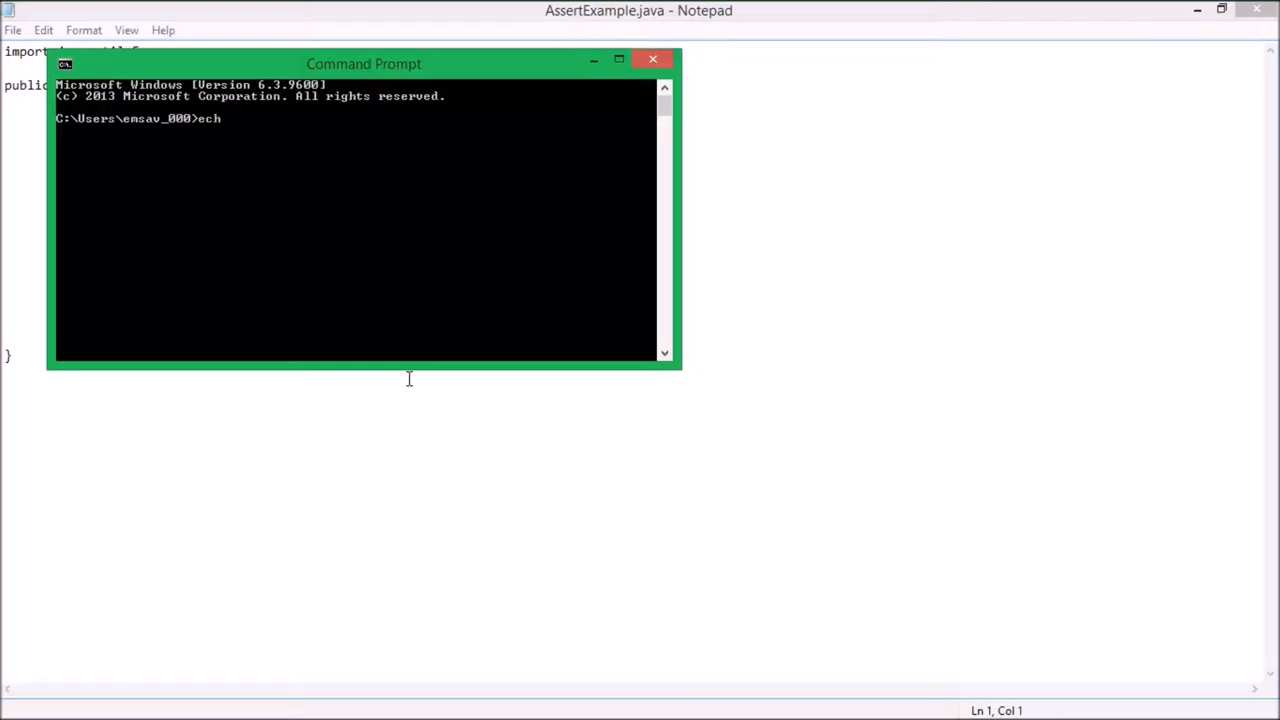 AssertExample.java - Notepad
File Edit Format View Help
import
public
Command Prompt
Microsoft Windows [Version 6.3.9600]
(c) 2013 Microsoft Corporation. All rights reserved.
C:\Users\emsav_000>ech
}
Ln 1, Col 1